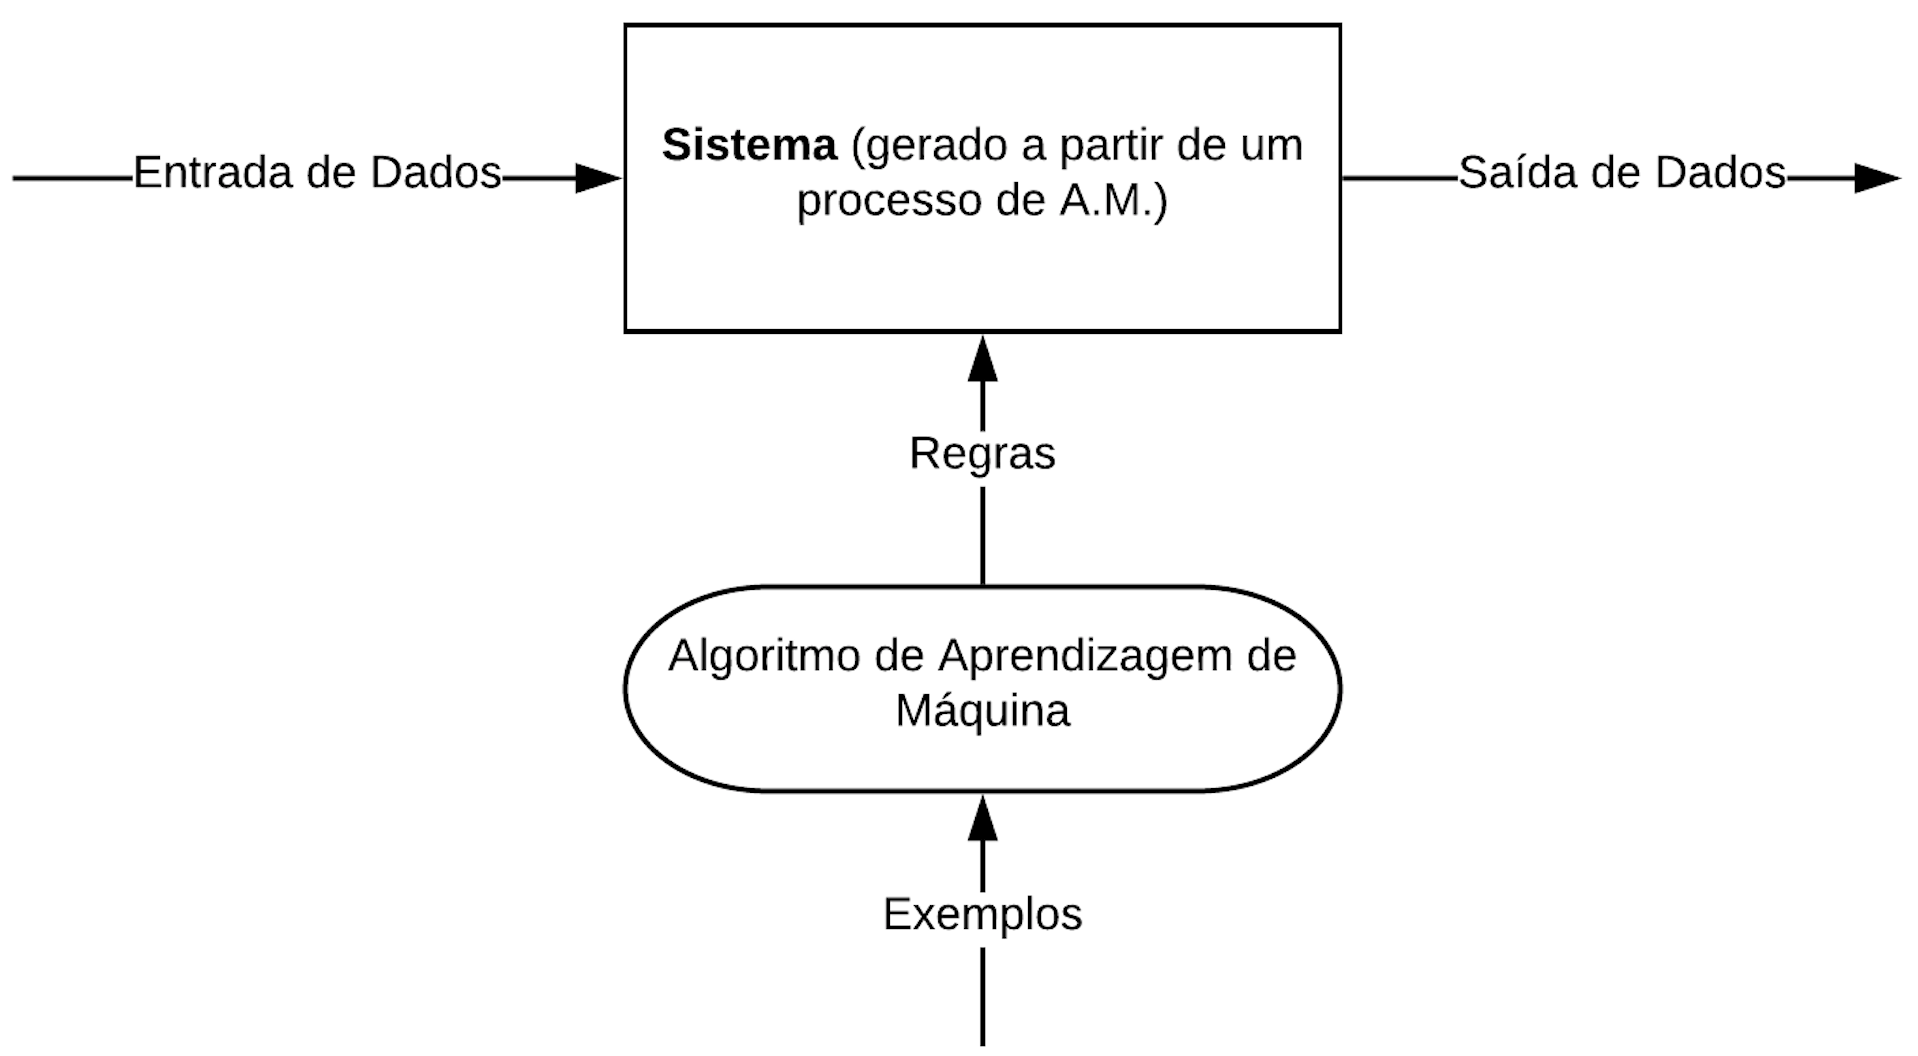 Sistema (gerado a partir de um
processo de A.M.)
Entrada de Dados
Saída de Dados
Regras
Algoritmo de Aprendizagem de
Máquina
Exemplos